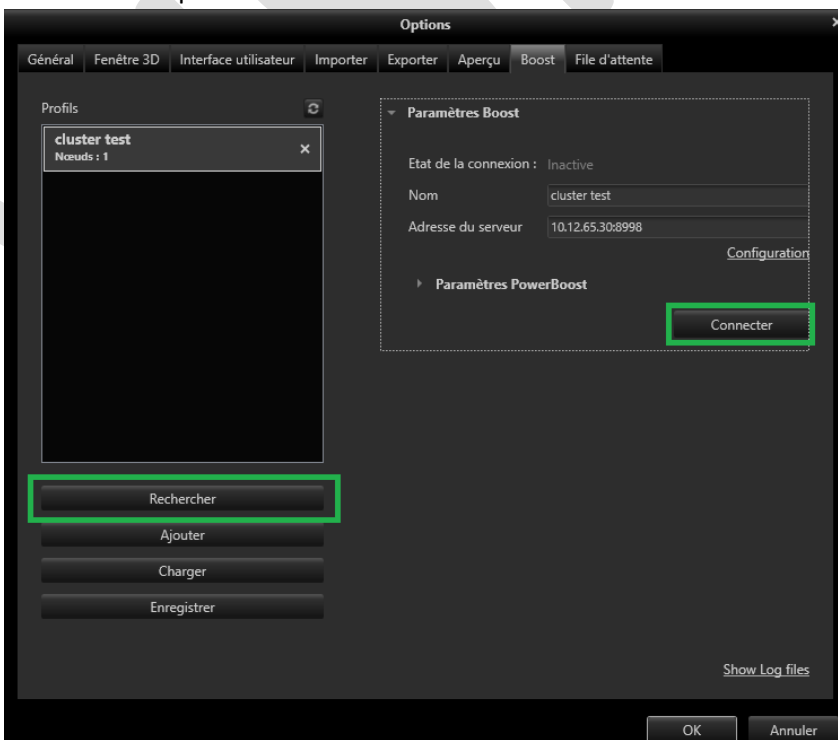 Options
Général Fenêtre 3D Interface utilisateur Importer Exporter Aperçu Boost File d'attente
Profils
cluster test
Nœuds : 1
Paramètres Boost
Etat de la connexion : Inactive
Nom cluster test
Adresse du serveur 10.12.65.30:8998
Configuration
Paramètres PowerBoost
Connecter
Rechercher
Ajouter
Charger
Enregistrer
Show Log files
OK Annuler